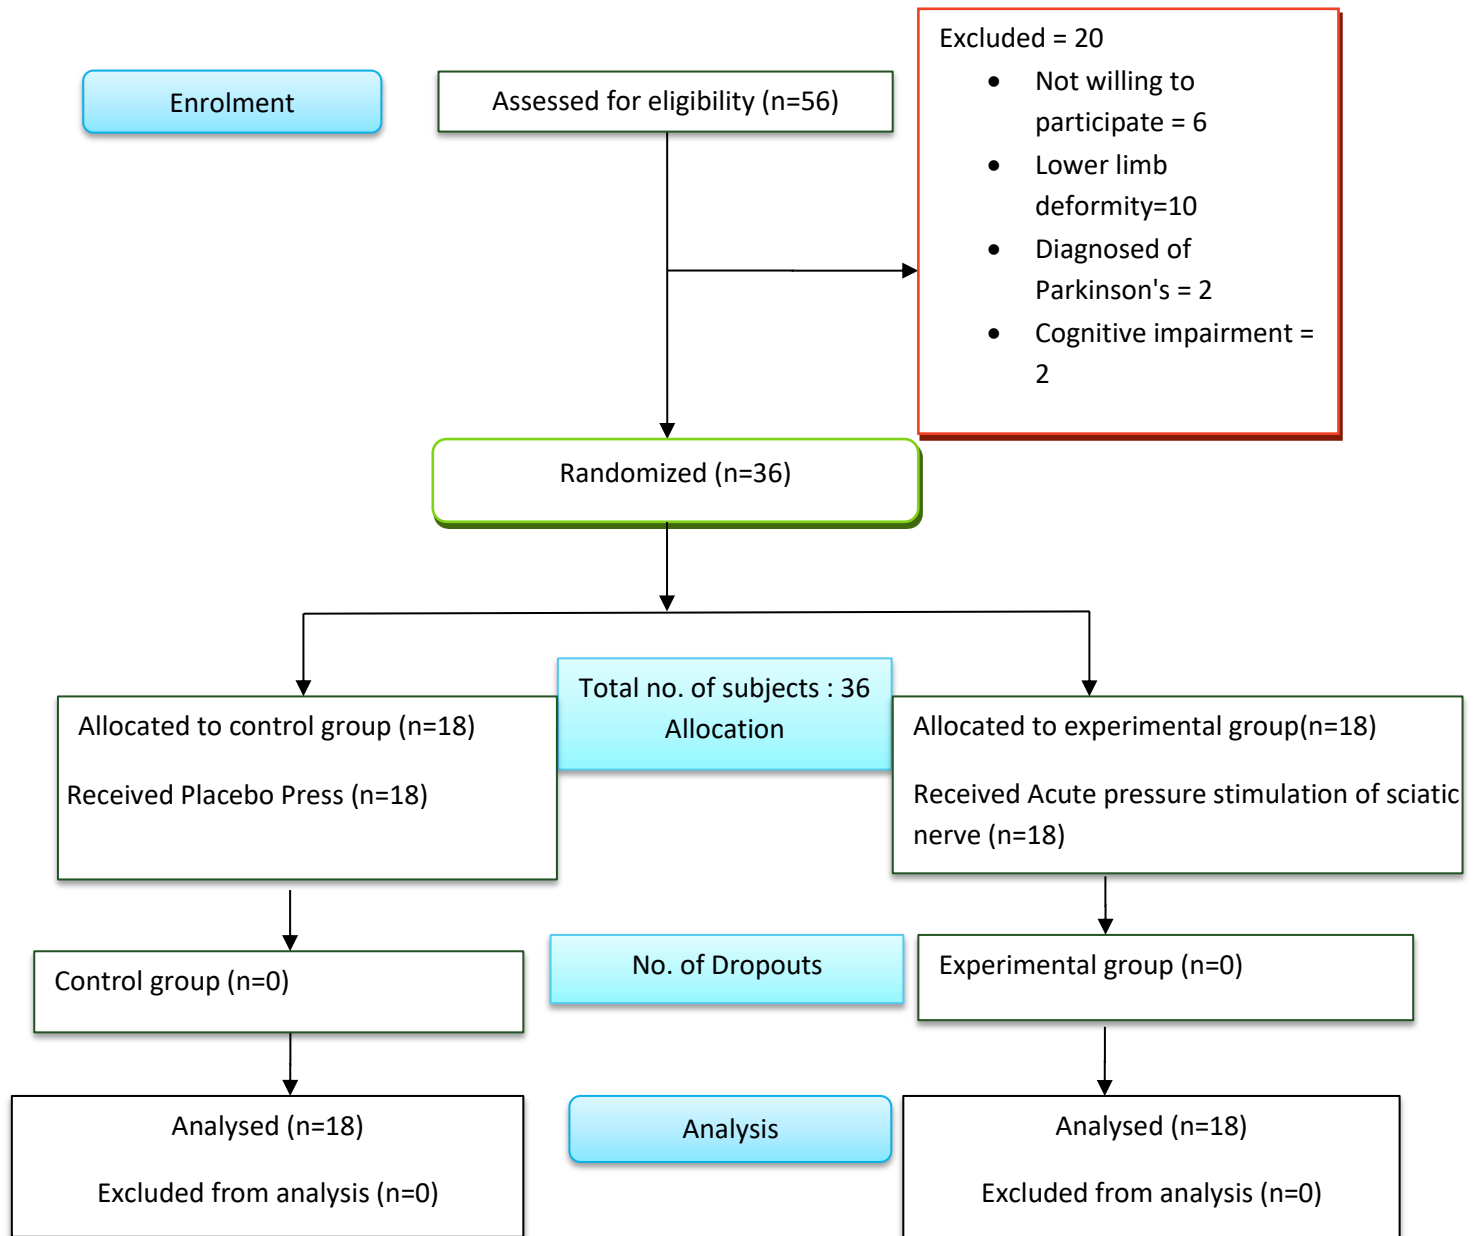 Enrolment
Assessed for eligibility (n=56)
Excluded = 20
• Not willing to
participate = 6
• Lower limb
deformity=10
• Diagnosed of
Parkinson's = 2
• Cognitive impairment =
2
Randomized (n=36)
Total no. of subjects : 36
Allocation
Allocated to control group (n=18)
Received Placebo Press (n=18)
Allocated to experimental group(n=18)
Received Acute pressure stimulation of sciatic
nerve (n=18)
Control group (n=0)
No. of Dropouts
Experimental group (n=0)
Analysed (n=18)
Excluded from analysis (n=0)
Analysis
Analysed (n=18)
Excluded from analysis (n=0)